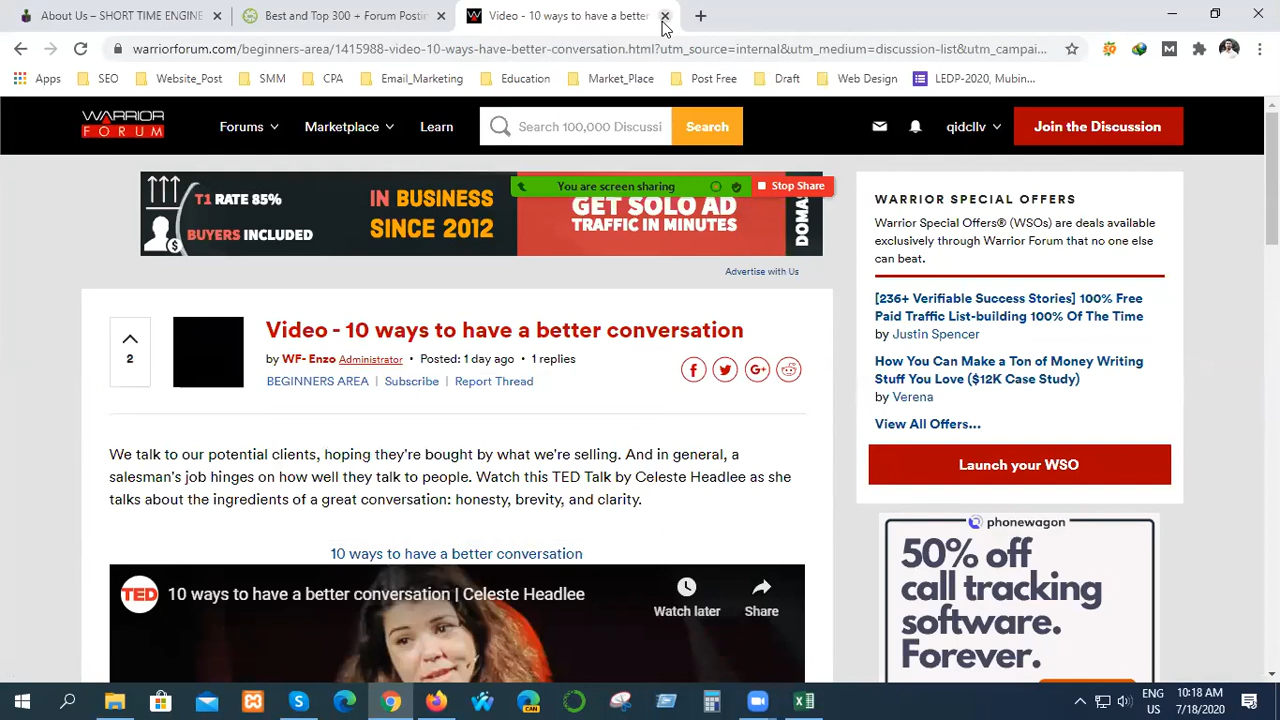 About Us – SHORT TIME ENGINE
Best and Top 300 + Forum Postin
Video - 10 ways to have a better
warriorforum.com/beginners-area/1415988-video-10-ways-have-better-conversation.html?utm_source=internal&utm_medium=discussion-list&utm_campai...
Apps
SEO
Website_Post
SMM
CPA
Email_Marketing
Education
Market_Place
Post Free
Draft
Web Design
LEDP-2020, Mubin...
WARRIOR
FORUM
Forums
Marketplace
Learn
Search 100,000 Discussi
Search
qidcllv
Join the Discussion
You are screen sharing
Stop Share
T1 RATE 85%
BUYERS INCLUDED
IN BUSINESS
SINCE 2012
GET SOLO AD
TRAFFIC IN MINUTES
Advertise with Us
2
Video - 10 ways to have a better conversation
by WF- Enzo Administrator • Posted: 1 day ago • 1 replies
BEGINNERS AREA | Subscribe | Report Thread
We talk to our potential clients, hoping they're bought by what we're selling. And in general, a
salesman's job hinges on how well they talk to people. Watch this TED Talk by Celeste Headlee as she
talks about the ingredients of a great conversation: honesty, brevity, and clarity.
10 ways to have a better conversation
TED
10 ways to have a better conversation | Celeste Headlee
Watch later
Share
WARRIOR SPECIAL OFFERS
Warrior Special Offers® (WSOs) are deals available
exclusively through Warrior Forum that no one else
can beat.
[236+ Verifiable Success Stories] 100% Free
Paid Traffic List-building 100% Of The Time
by Justin Spencer
How You Can Make a Ton of Money Writing
Stuff You Love ($12K Case Study)
by Verena
View All Offers...
Launch your WSO
phonewagon
50% off
call tracking
software.
Forever.
CAN
ENG
US
10:18 AM
7/18/2020